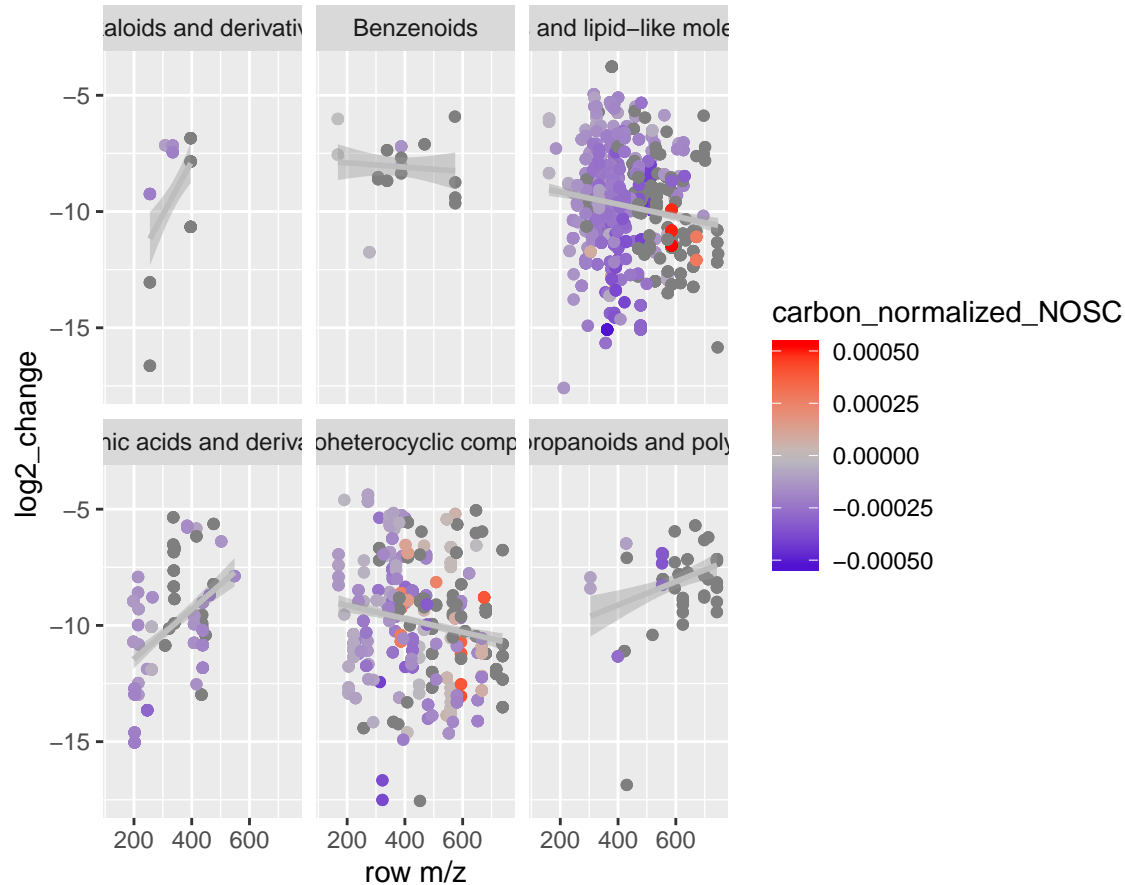 aloids and derivativ Benzenoids and lipid−like mole
−5
−10
−15
nic acids and deriva oheterocyclic comp ropanoids and poly
−5
−10
−15
200 400 600 200 400 600 200 400 600
row m/z
log2_change
carbon_normalized_NOSC
0.00050
0.00025
0.00000
−0.00025
−0.00050